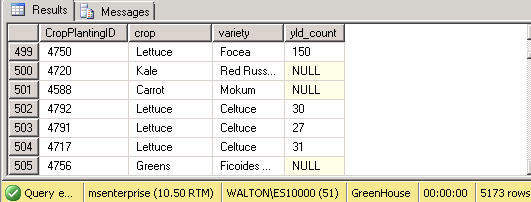 Results Messages
CropPlantingID crop variety yld_count
499 4750 Lettuce Focea 150
500 4720 Kale Red Russ... NULL
501 4588 Carrot Mokum NULL
502 4792 Lettuce Celtuce 30
503 4791 Lettuce Celtuce 27
504 4717 Lettuce Celtuce 31
505 4756 Greens Ficoides ... NULL
Query e... msenterprise (10.50 RTM) WALTON\ES10000 (51) GreenHouse 00:00:00 5173 rows